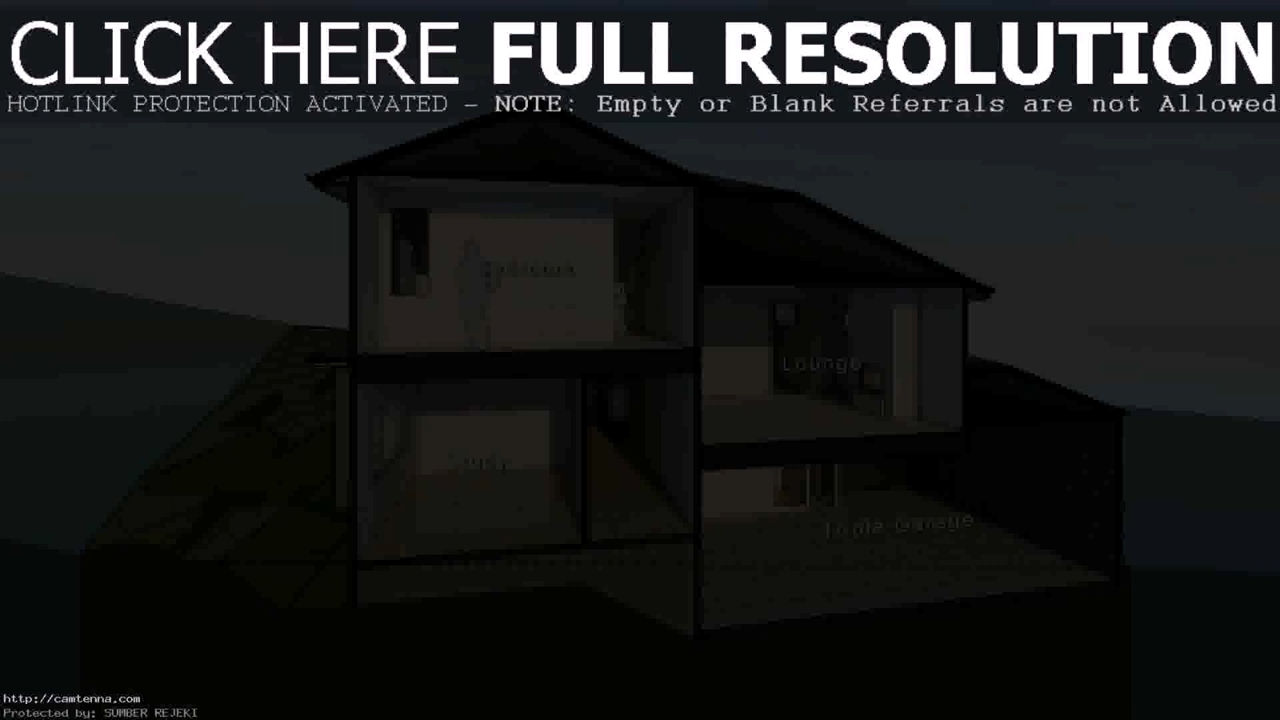 CLICK HERE FULL RESOLUTION
HOTLINK PROTECTION ACTIVATED – NOTE: Empty or Blank Referrals are not Allowed
Lounge
Garage
http://camtenna.com
Protected by: SUMBER REJEKI